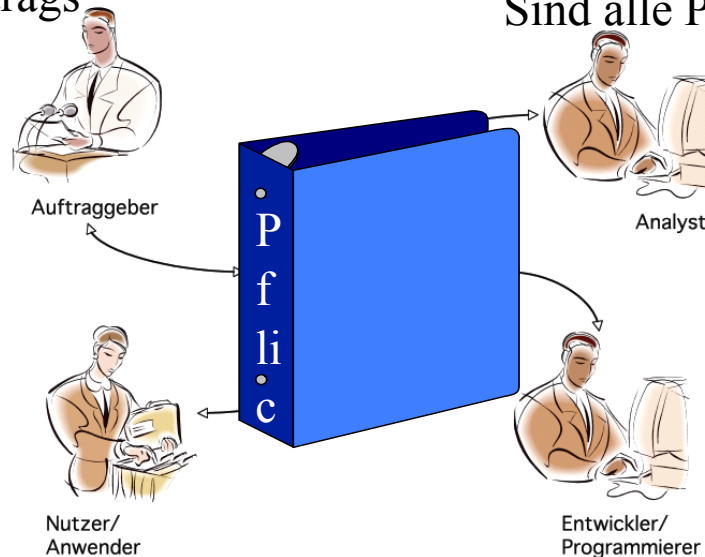 rags
Sind alle P
Auftraggeber
Analyst
P
f
li
c
Nutzer/
Anwender
Entwickler/
Programmierer